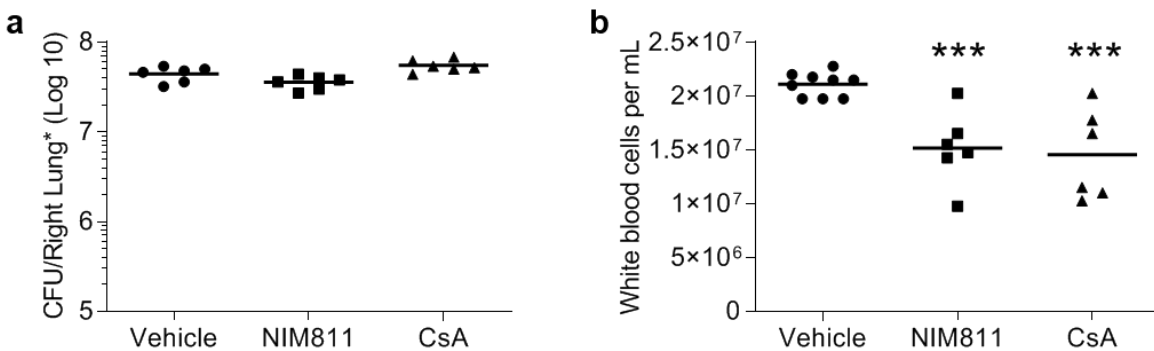 a
CFU/Right Lung* (Log 10)
8
7
6
5
Vehicle NIM811 CsA
b
White blood cells per mL
2.5×10⁷
2×10⁷
1.5×10⁷
1×10⁷
5×10⁶
0
*** ***
Vehicle NIM811 CsA